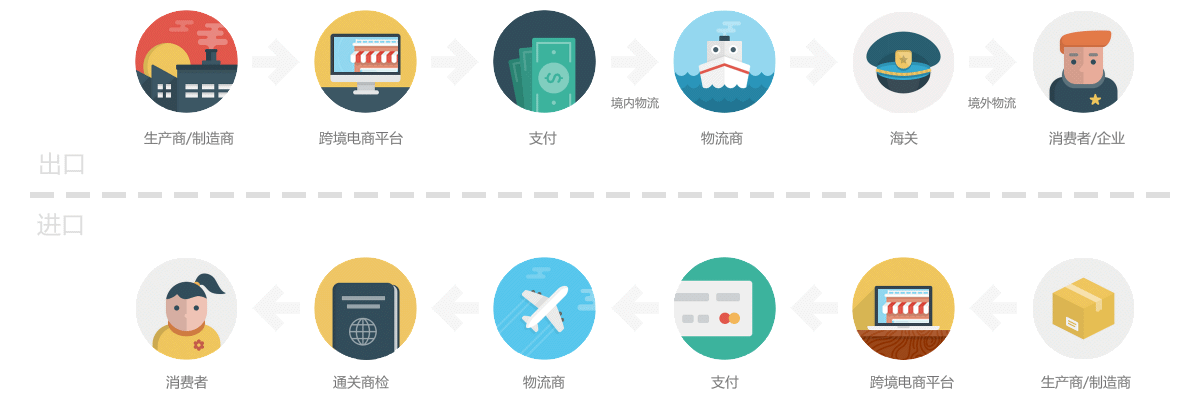 境内物流
境外物流
生产商/制造商
跨境电商平台
支付
物流商
海关
消费者/企业
出口
进口
消费者
通关商检
物流商
支付
跨境电商平台
生产商/制造商